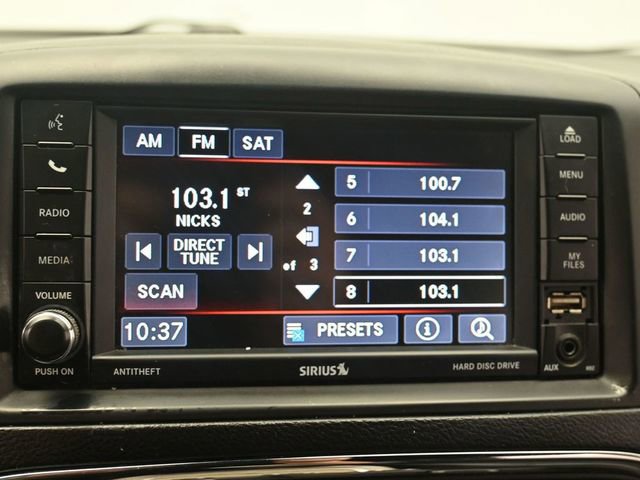 AM FM SAT
103.1 ST
NICKS
DIRECT
TUNE
SCAN
10:37
2
of 3
5 100.7
6 104.1
7 103.1
8 103.1
PRESETS
RADIO
MEDIA
VOLUME
PUSH ON
ANTITHEFT
SIRIUS
HARD DISC DRIVE
LOAD
MENU
AUDIO
MY
FILES
AUX